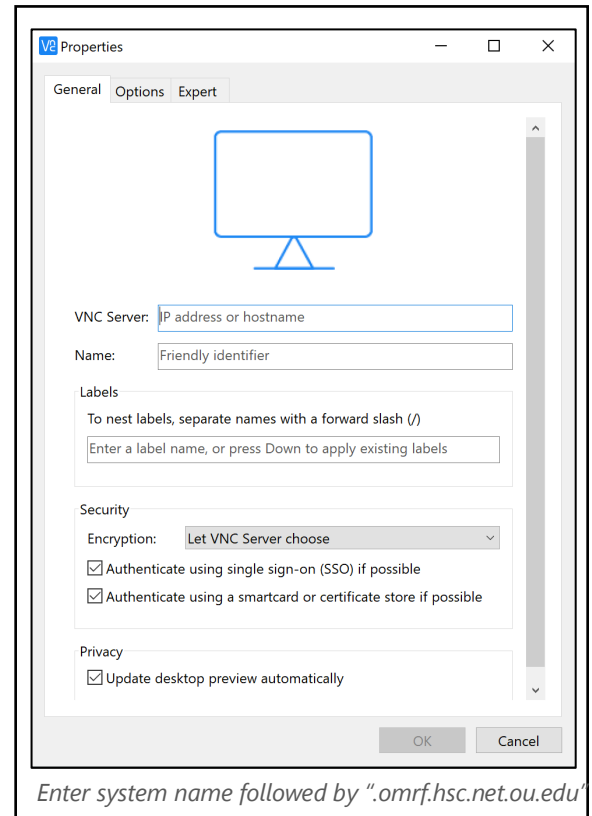 V2 Properties
General Options Expert
VNC Server: IP address or hostname
Name: Friendly identifier
Labels
To nest labels, separate names with a forward slash (/)
Enter a label name, or press Down to apply existing labels
Security
Encryption: Let VNC Server choose
Authenticate using single sign-on (SSO) if possible
Authenticate using a smartcard or certificate store if possible
Privacy
Update desktop preview automatically
OK Cancel
Enter system name followed by “.omrf.hsc.net.ou.edu”